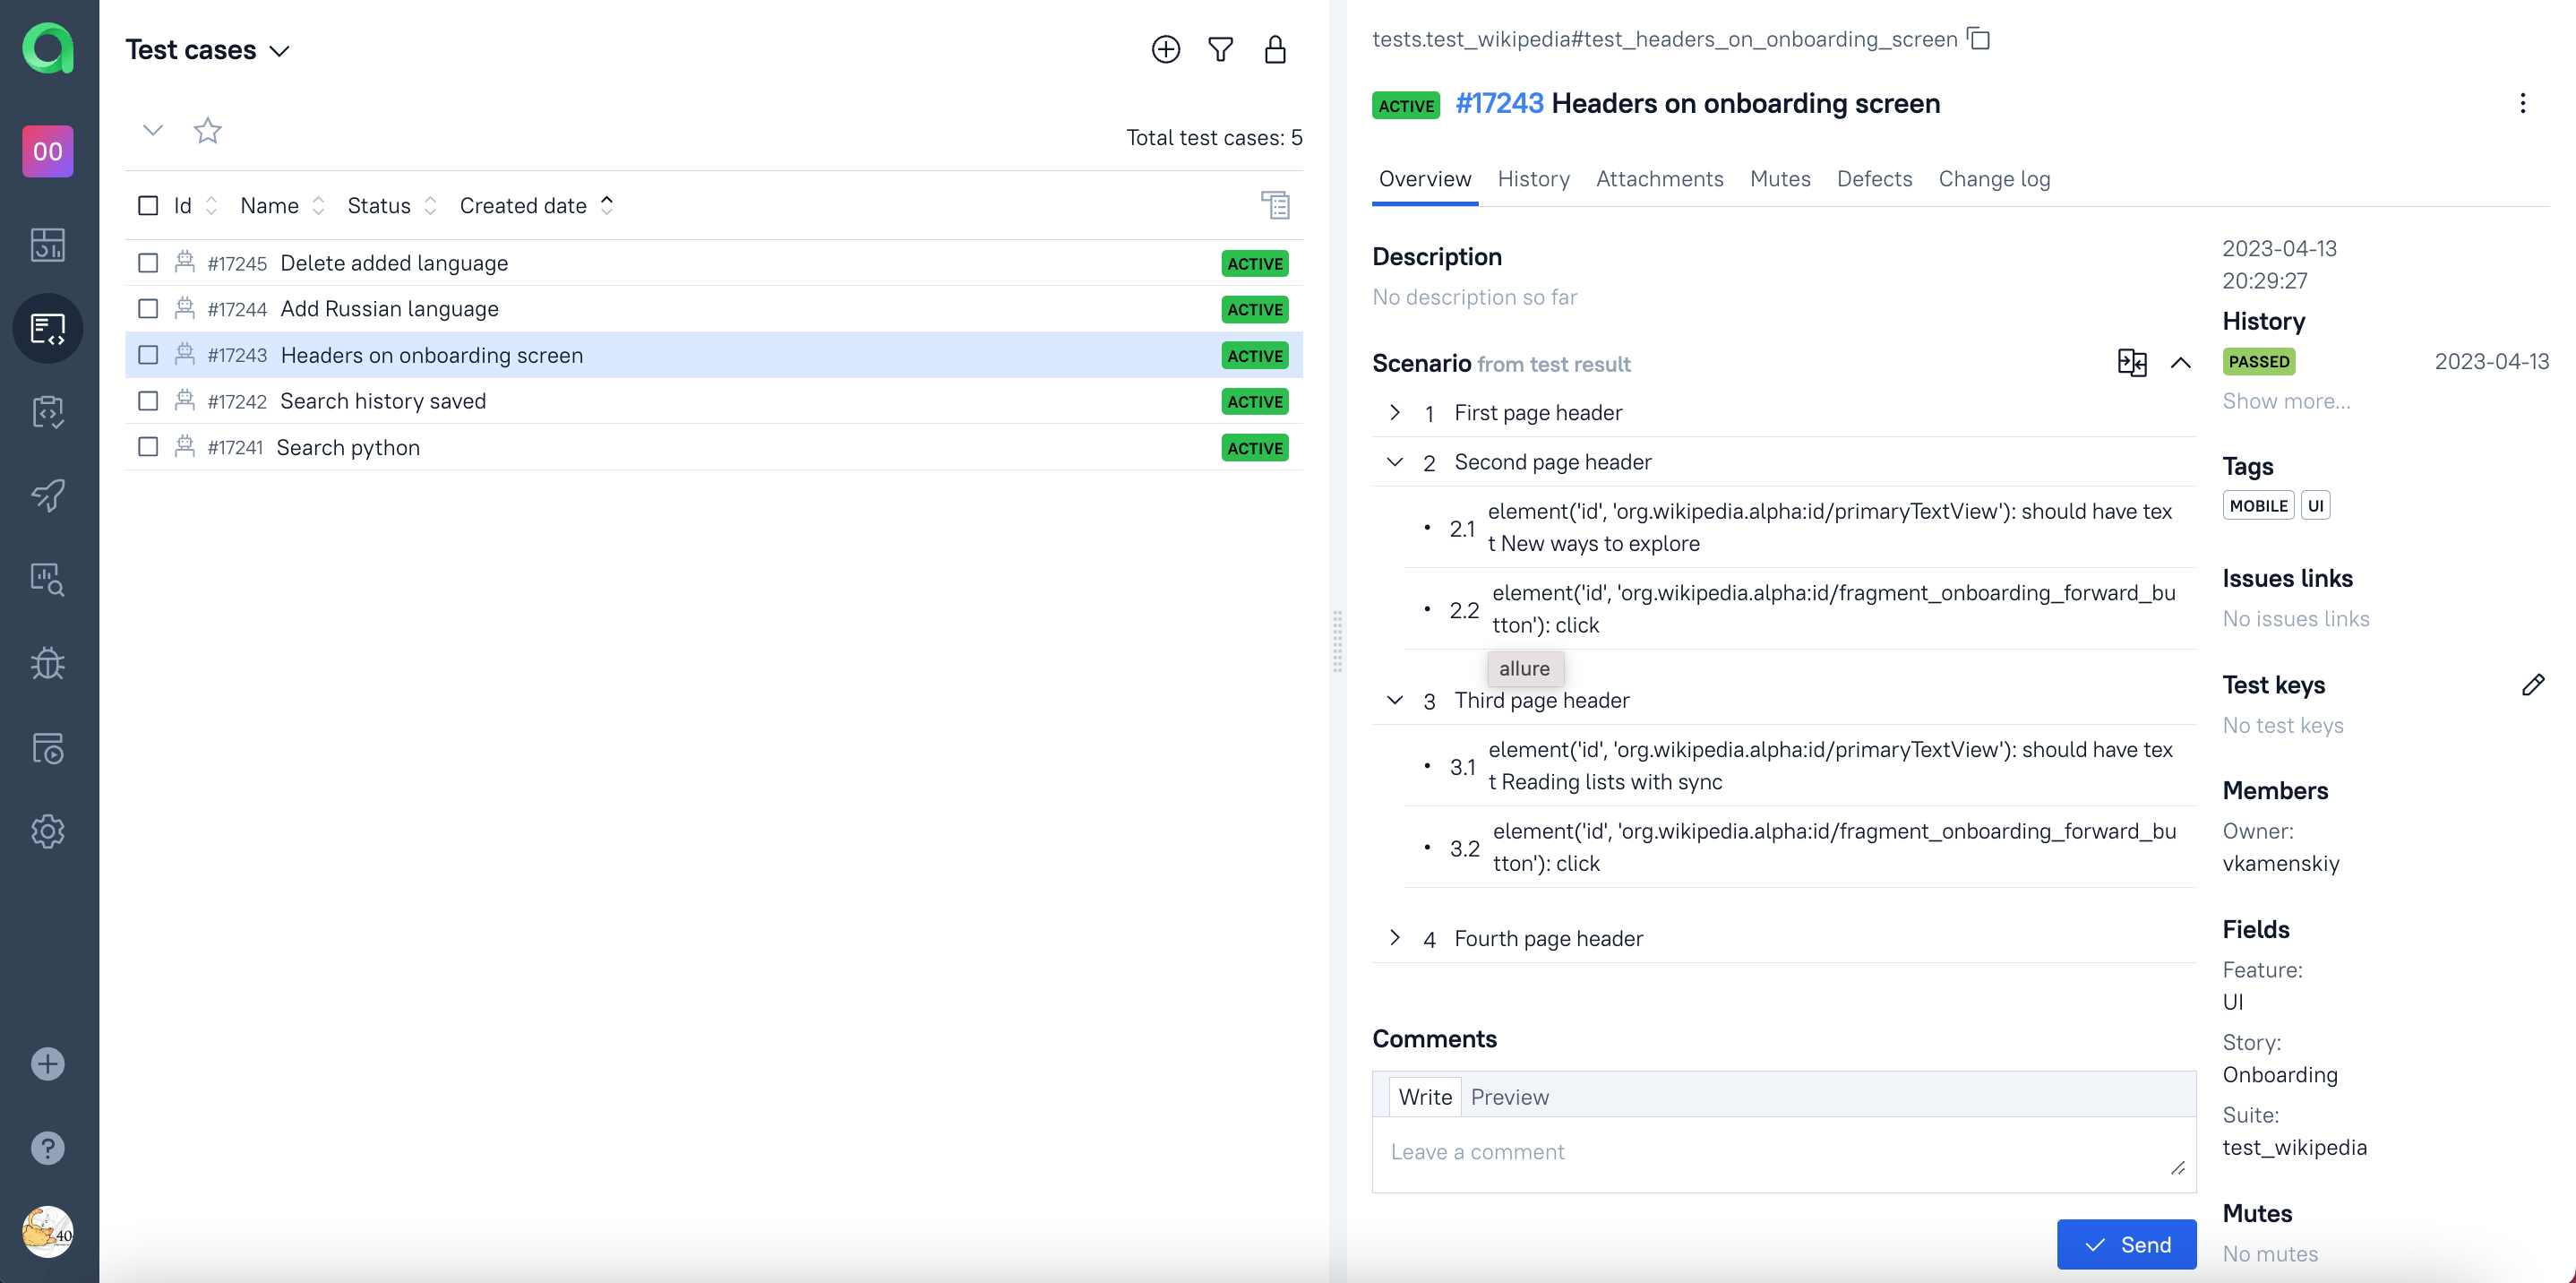 Test cases
00
Total test cases: 5
Id Name Status Created date
#17245 Delete added language ACTIVE
#17244 Add Russian language ACTIVE
#17243 Headers on onboarding screen ACTIVE
#17242 Search history saved ACTIVE
#17241 Search python ACTIVE
40
tests.test_wikipedia#test_headers_on_onboarding_screen
ACTIVE #17243 Headers on onboarding screen
Overview History Attachments Mutes Defects Change log
Description
No description so far
Scenario from test result
1 First page header
2 Second page header
2.1 element('id', 'org.wikipedia.alpha:id/primaryTextView'): should have tex
t New ways to explore
2.2 element('id', 'org.wikipedia.alpha:id/fragment_onboarding_forward_bu
tton'): click
allure
3 Third page header
3.1 element('id', 'org.wikipedia.alpha:id/primaryTextView'): should have tex
t Reading lists with sync
3.2 element('id', 'org.wikipedia.alpha:id/fragment_onboarding_forward_bu
tton'): click
4 Fourth page header
Comments
Write Preview
Leave a comment
Send
2023-04-13
20:29:27
History
PASSED 2023-04-13
Show more...
Tags
MOBILE UI
Issues links
No issues links
Test keys
No test keys
Members
Owner:
vkamenskiy
Fields
Feature:
UI
Story:
Onboarding
Suite:
test_wikipedia
Mutes
No mutes